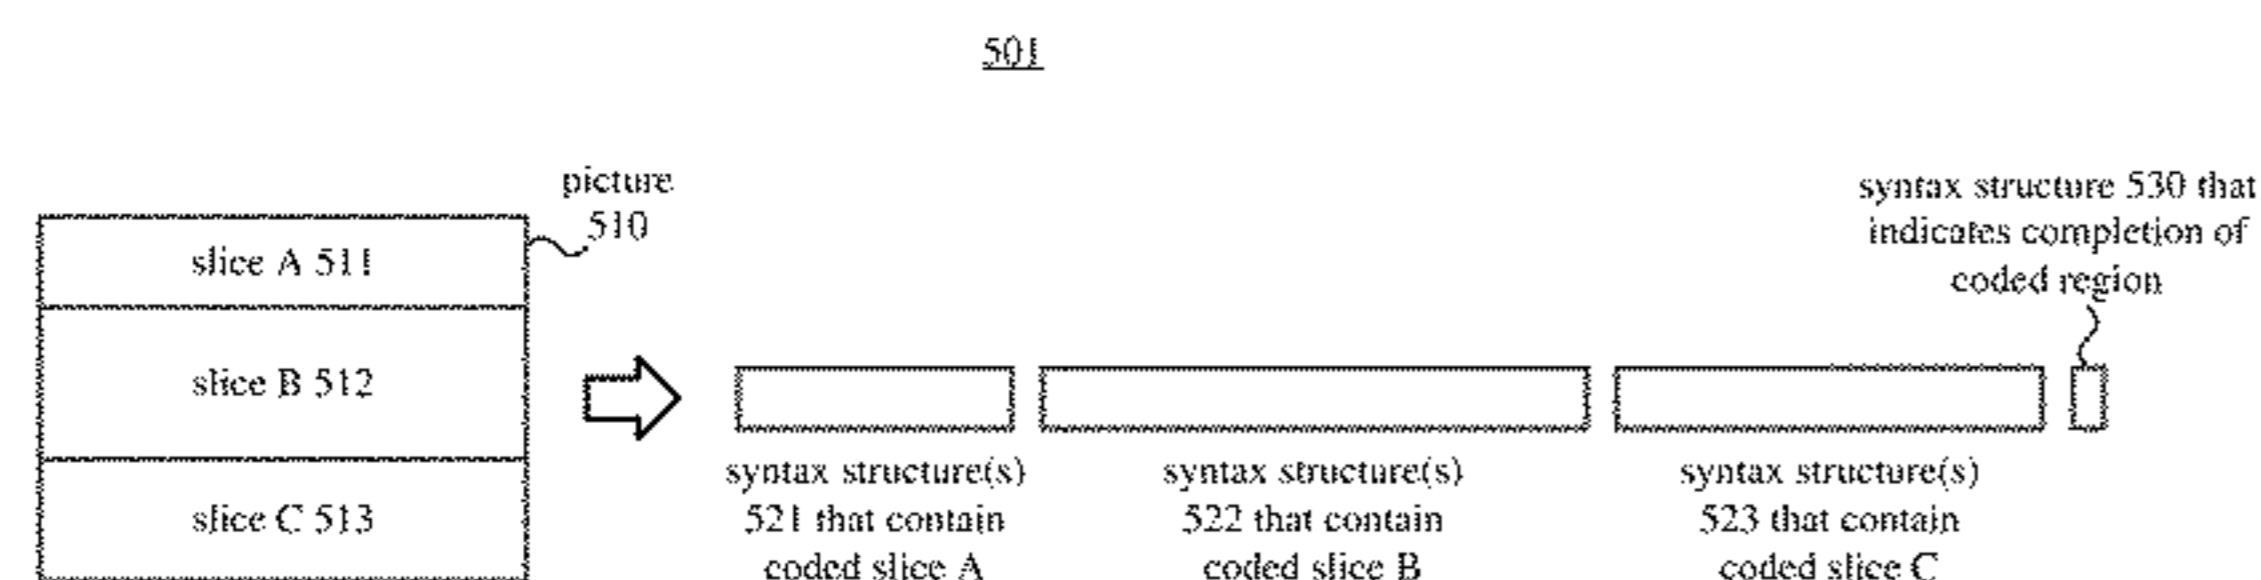 501
picture
510
syntax structure 530 that
indicates completion of
coded region
slice A 511
slice B 512
slice C 513
syntax structure(s)
521 that contain
coded slice A
syntax structure(s)
522 that contain
coded slice B
syntax structure(s)
523 that contain
coded slice C